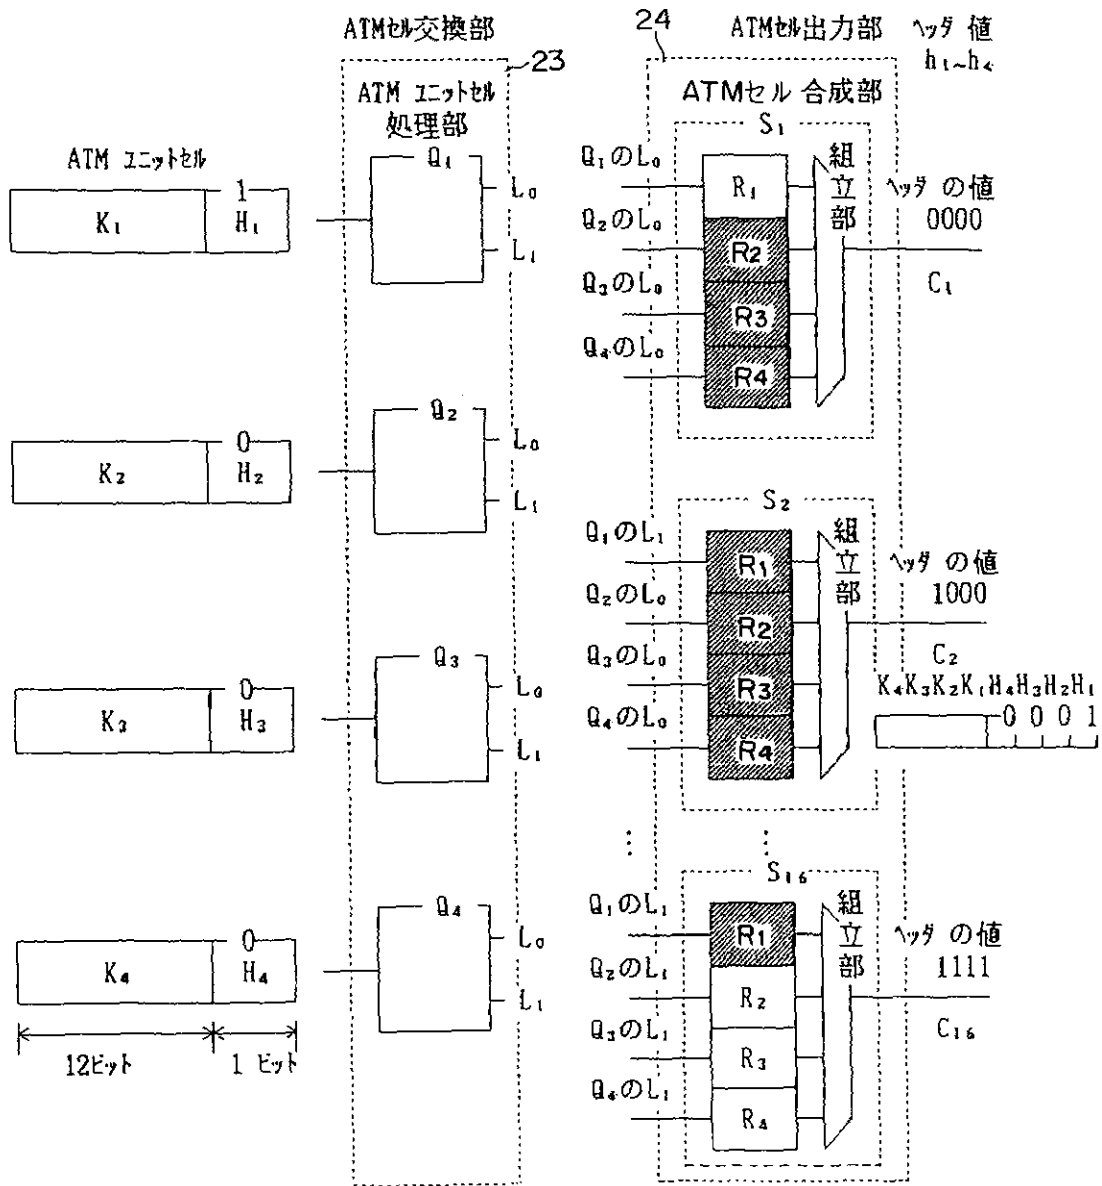 ATMセル交換部
23
ATM ユニットセル
処理部
ATM ユニットセル
1
K₁
H₁
Q₁
L₀
L₁
0
K₂
H₂
Q₂
L₀
L₁
0
K₃
H₃
Q₃
L₀
L₁
0
K₄
H₄
Q₄
L₀
L₁
12ビット
1 ビット
24
ATMセル出力部
ヘッダ 値
h₁~h₄
ATMセル 合成部
S₁
Q₁のL₀
Q₂のL₀
Q₃のL₀
Q₄のL₀
R₁
R2
R3
R4
組立部
ヘッダ の値
0000
C₁
S₂
Q₁のL₁
Q₂のL₀
Q₃のL₀
Q₄のL₀
R1
R2
R3
R4
組立部
ヘッダ の値
1000
C₂
K₄K₃K₂K₁H₄H₃H₂H₁
0 0 0 1
⋮ ⋮
S₁₆
Q₁のL₁
Q₂のL₁
Q₃のL₁
Q₄のL₁
R1
R₂
R₃
R₄
組立部
ヘッダ の値
1111
C₁₆